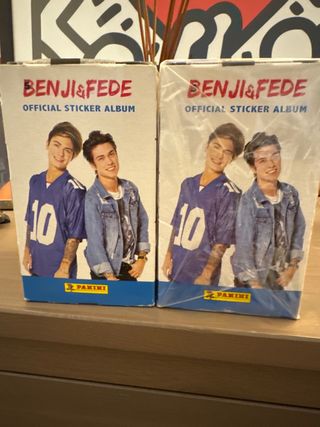 BENJI&FEDE
OFFICIAL STICKER ALBUM
10
PANINI
BENJI&FEDE
OFFICIAL STICKER ALBUM
10
PANINI